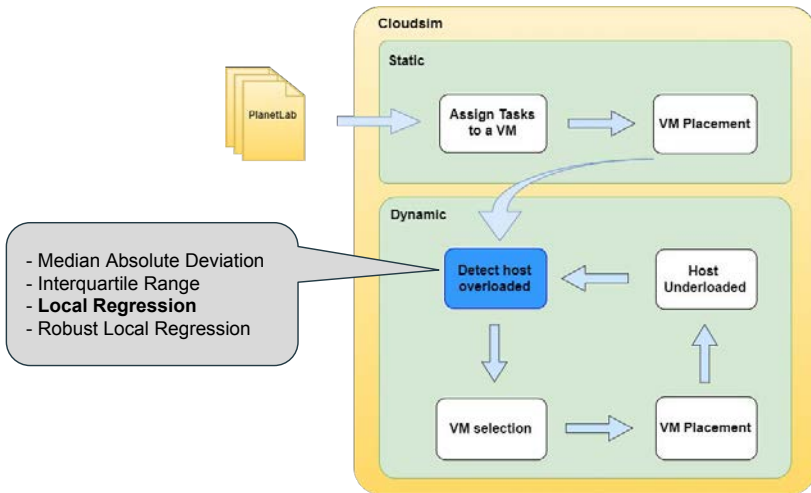 Cloudsim
Static
PlanetLab
Assign Tasks
to a VM
VM Placement
Dynamic
- Median Absolute Deviation
- Interquartile Range
- Local Regression
- Robust Local Regression
Detect host
overloaded
Host
Underloaded
VM selection
VM Placement